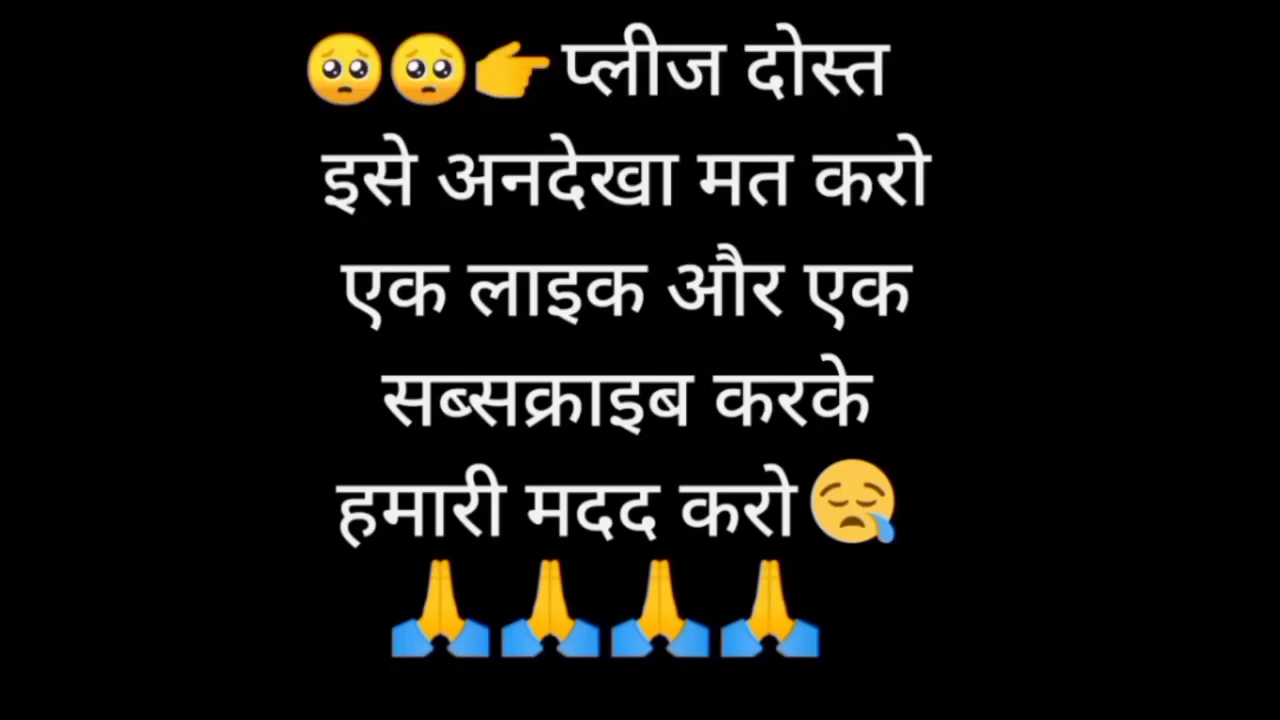 🥺🥺👉प्लीज दोस्त
इसे अनदेखा मत करो
एक लाइक और एक
सब्सक्राइब करके
हमारी मदद करो😪
🙏🙏🙏🙏